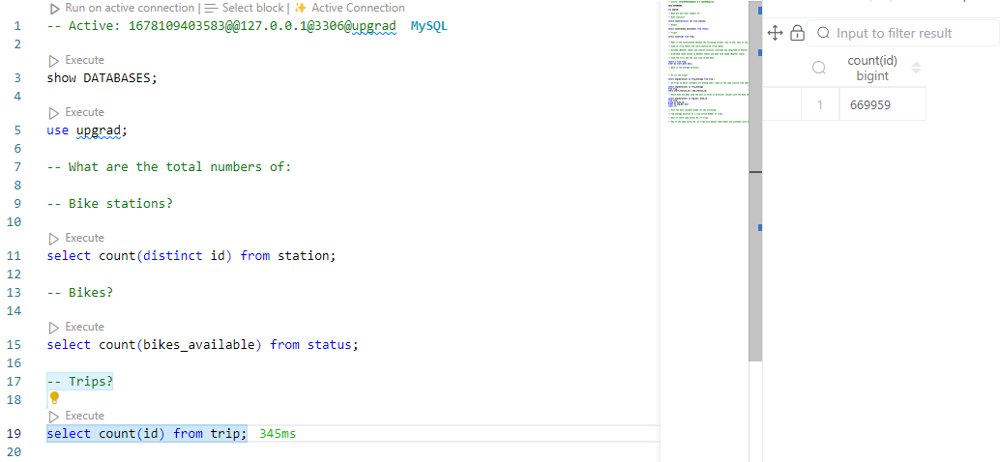 Run on active connection | Select block | Active Connection
1 -- Active: 1678109403583@@127.0.0.1@3306@upgrad MySQL
2
Execute
3 show DATABASES;
4
Execute
5 use upgrad;
6
7 -- What are the total numbers of:
8
9 -- Bike stations?
10
Execute
11 select count(distinct id) from station;
12
13 -- Bikes?
14
Execute
15 select count(bikes_available) from status;
16
17 -- Trips?
18
Execute
19 select count(id) from trip; 345ms
20
Input to filter result
count(id)
bigint
1 669959